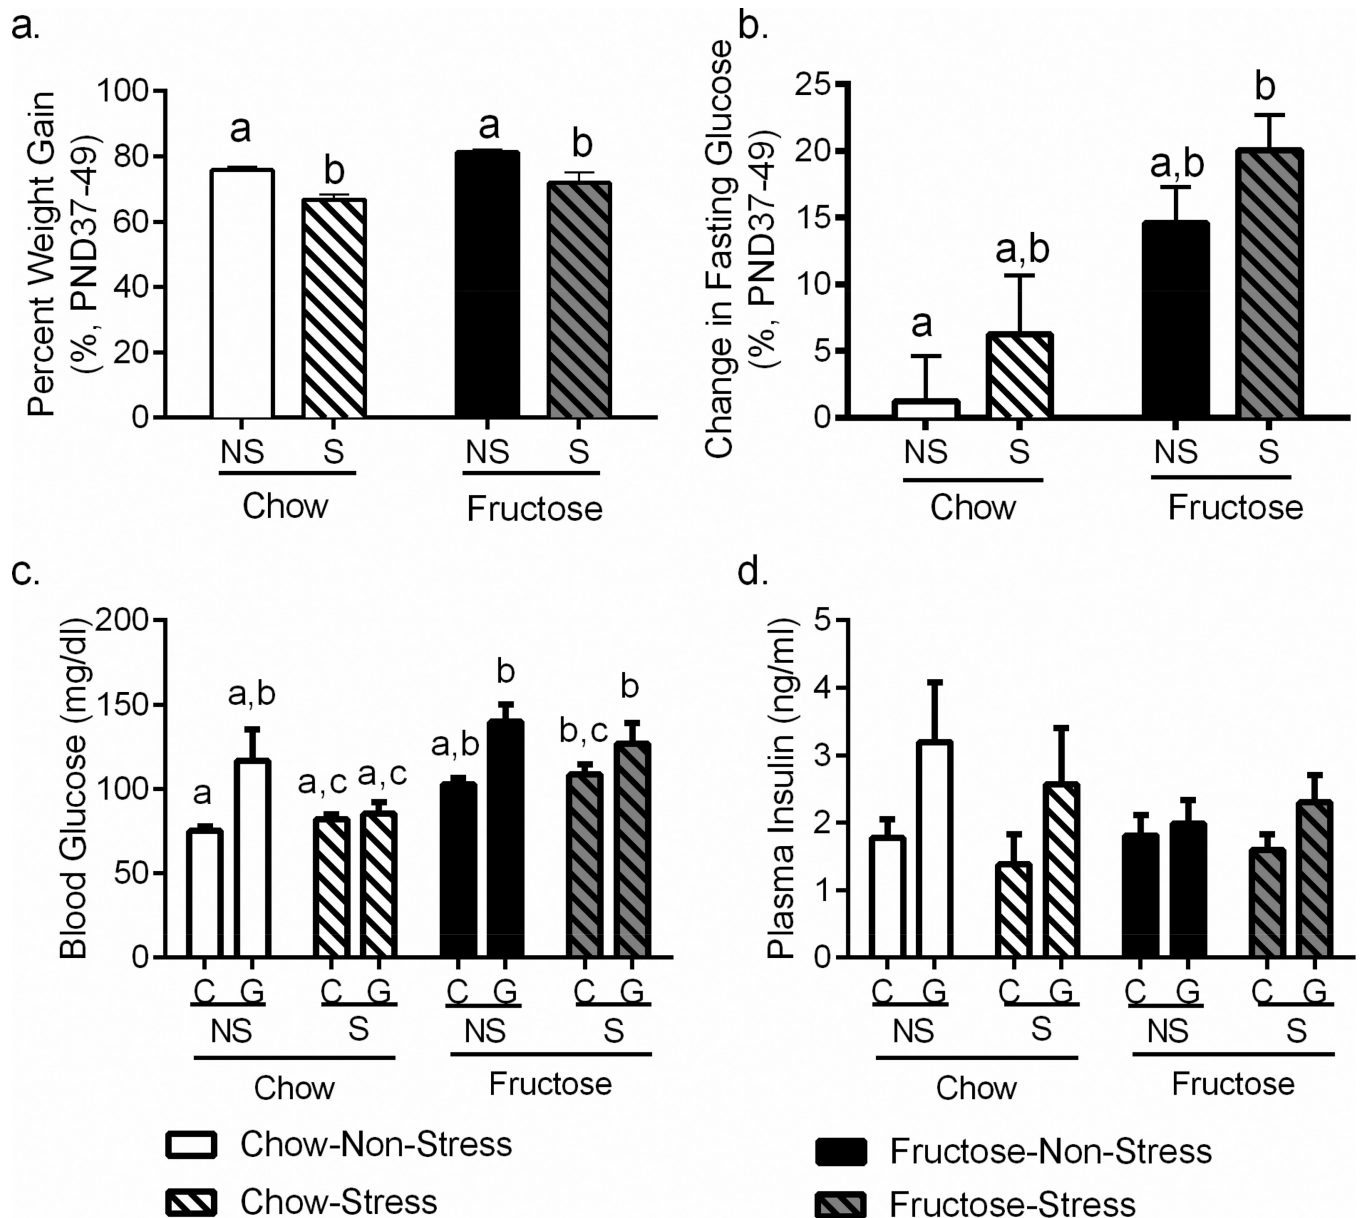 a.
Percent Weight Gain
(%, PND37-49)
100
80
60
40
20
0
a
b
a
b
NS S NS S
Chow Fructose
b.
Change in Fasting Glucose
(%, PND37-49)
25
20
15
10
5
0
a
a,b
a,b
b
NS S NS S
Chow Fructose
c.
Blood Glucose (mg/dl)
200
150
100
50
0
a
a,b
a,c
a,c
a,b
b
b,c
b
C G C G C G C G
NS S NS S
Chow Fructose
d.
Plasma Insulin (ng/ml)
5
4
3
2
1
0
C G C G C G C G
NS S NS S
Chow Fructose
Chow-Non-Stress
Chow-Stress
Fructose-Non-Stress
Fructose-Stress